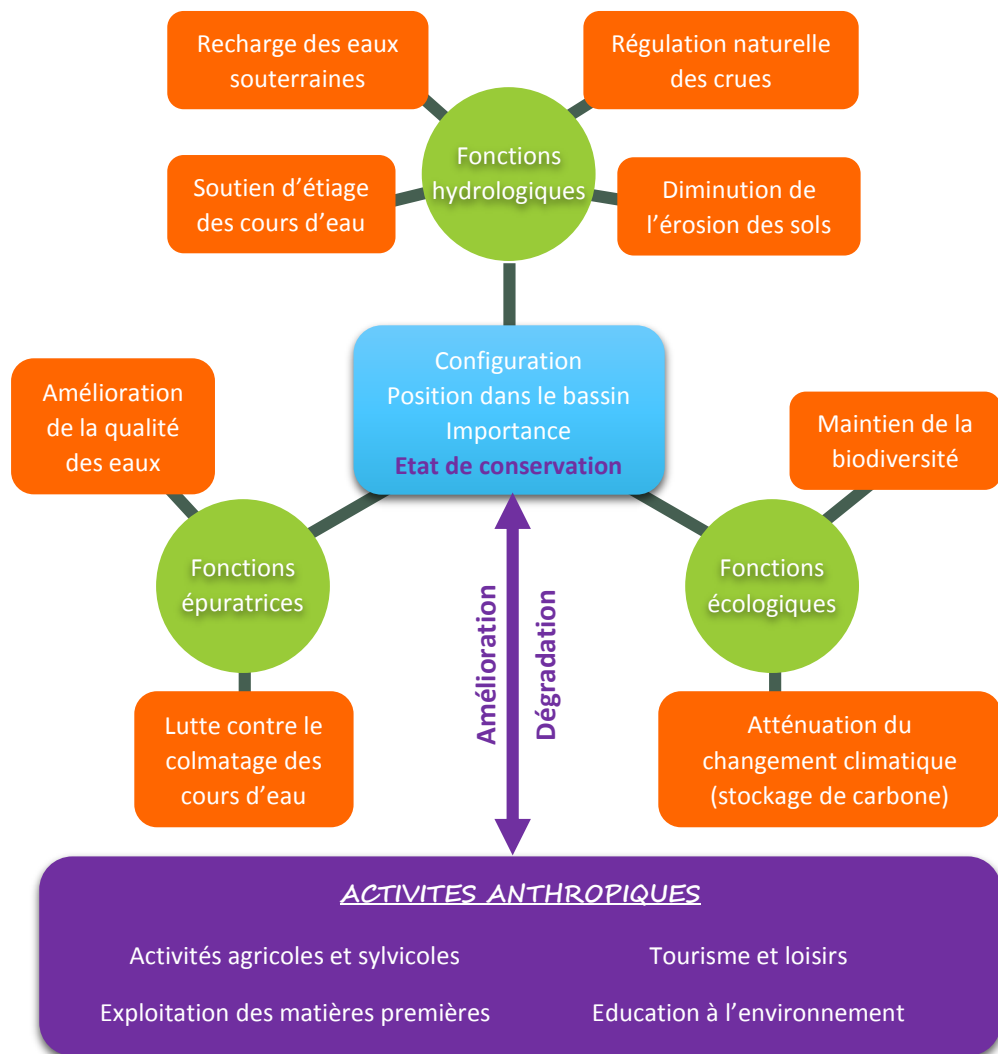 Recharge des eaux
souterraines
Régulation naturelle
des crues
Fonctions
hydrologiques
Soutien d’étiage
des cours d’eau
Diminution de
l’érosion des sols
Configuration
Position dans le bassin
Importance
Etat de conservation
Amélioration
de la qualité
des eaux
Maintien de la
biodiversité
Fonctions
épuratrices
Fonctions
écologiques
Amélioration
Dégradation
Lutte contre le
colmatage des
cours d’eau
Atténuation du
changement climatique
(stockage de carbone)
ACTIVITES ANTHROPIQUES
Activités agricoles et sylvicoles
Tourisme et loisirs
Exploitation des matières premières
Education à l’environnement